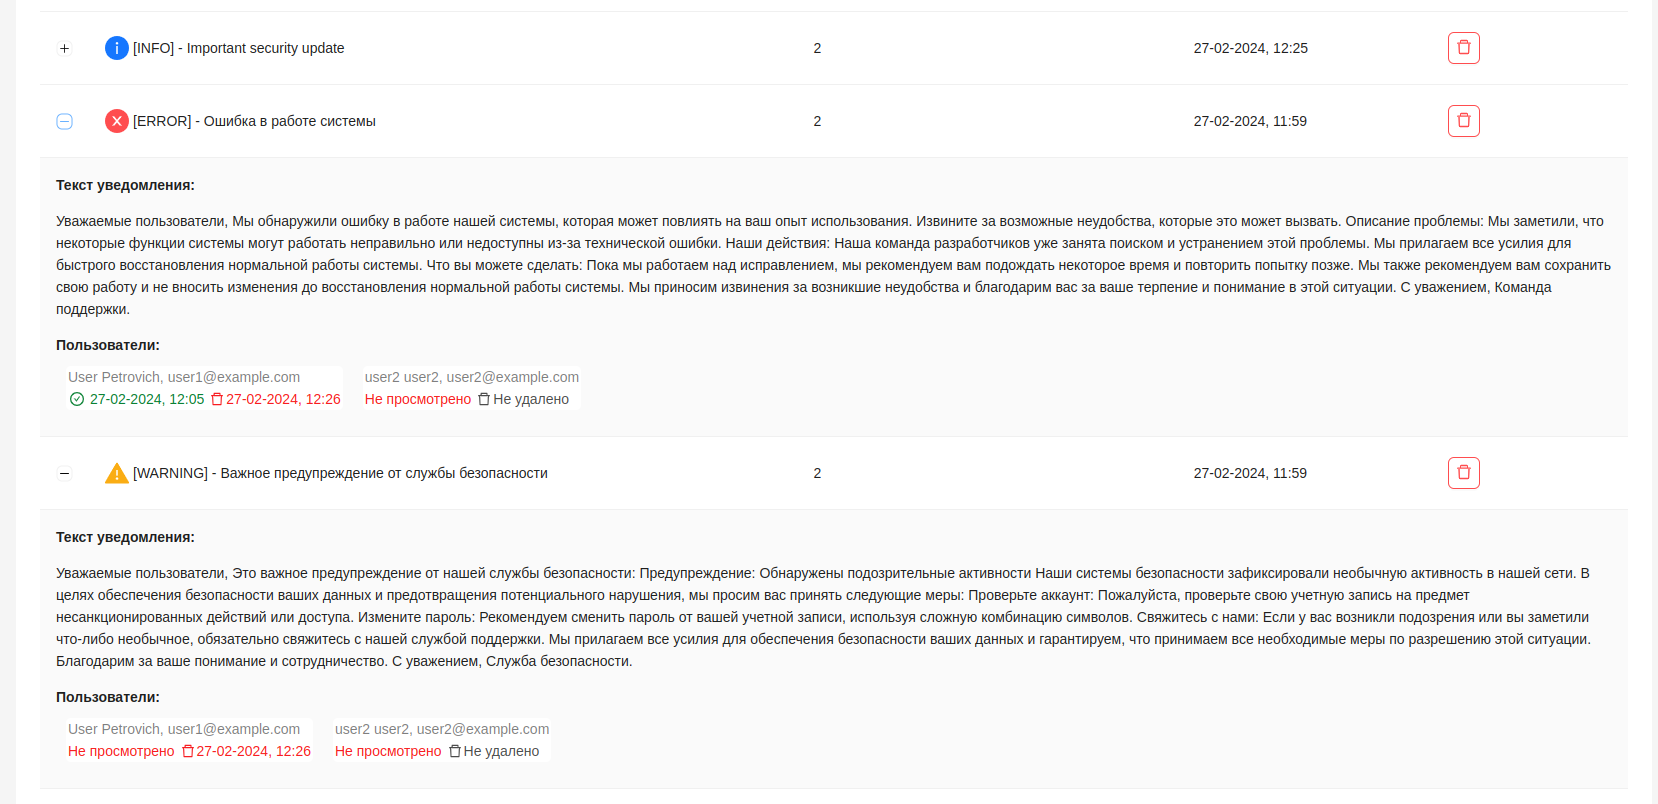 [INFO] - Important security update 2 27-02-2024, 12:25
[ERROR] - Ошибка в работе системы 2 27-02-2024, 11:59
Текст уведомления:
Уважаемые пользователи, Мы обнаружили ошибку в работе нашей системы, которая может повлиять на ваш опыт использования. Извините за возможные неудобства, которые это может вызвать. Описание проблемы: Мы заметили, что
некоторые функции системы могут работать неправильно или недоступны из-за технической ошибки. Наши действия: Наша команда разработчиков уже занята поиском и устранением этой проблемы. Мы прилагаем все усилия для
быстрого восстановления нормальной работы системы. Что вы можете сделать: Пока мы работаем над исправлением, мы рекомендуем вам подождать некоторое время и повторить попытку позже. Мы также рекомендуем вам сохранить
свою работу и не вносить изменения до восстановления нормальной работы системы. Мы приносим извинения за возникшие неудобства и благодарим вас за ваше терпение и понимание в этой ситуации. С уважением, Команда
поддержки.
Пользователи:
User Petrovich, user1@example.com user2 user2, user2@example.com
27-02-2024, 12:05 27-02-2024, 12:26 Не просмотрено Не удалено
[WARNING] - Важное предупреждение от службы безопасности 2 27-02-2024, 11:59
Текст уведомления:
Уважаемые пользователи, Это важное предупреждение от нашей службы безопасности: Предупреждение: Обнаружены подозрительные активности Наши системы безопасности зафиксировали необычную активность в нашей сети. В
целях обеспечения безопасности ваших данных и предотвращения потенциального нарушения, мы просим вас принять следующие меры: Проверьте аккаунт: Пожалуйста, проверьте свою учетную запись на предмет
несанкционированных действий или доступа. Измените пароль: Рекомендуем сменить пароль от вашей учетной записи, используя сложную комбинацию символов. Свяжитесь с нами: Если у вас возникли подозрения или вы заметили
что-либо необычное, обязательно свяжитесь с нашей службой поддержки. Мы прилагаем все усилия для обеспечения безопасности ваших данных и гарантируем, что принимаем все необходимые меры по разрешению этой ситуации.
Благодарим за ваше понимание и сотрудничество. С уважением, Служба безопасности.
Пользователи:
User Petrovich, user1@example.com user2 user2, user2@example.com
Не просмотрено 27-02-2024, 12:26 Не просмотрено Не удалено